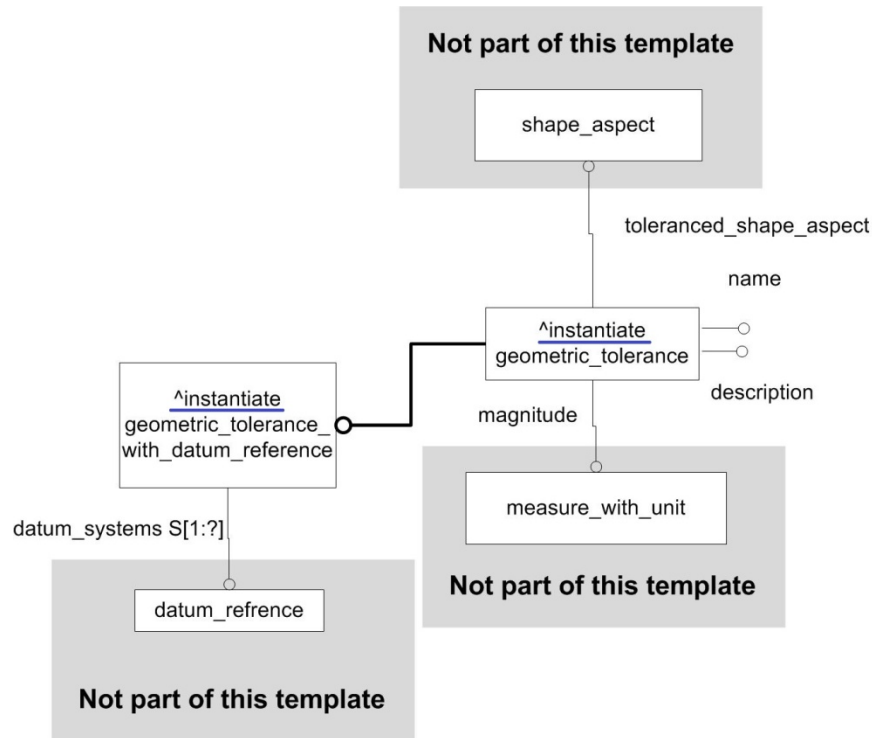 Not part of this template
shape_aspect
toleranced_shape_aspect
name
^instantiate
geometric_tolerance
description
magnitude
^instantiate
geometric_tolerance_
with_datum_reference
measure_with_unit
datum_systems S[1:?]
Not part of this template
datum_refrence
Not part of this template